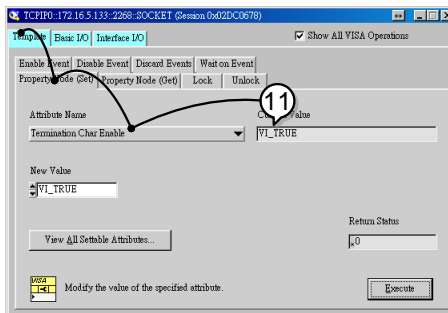 TCPIP0::172.16.5.133::2268::SOCKET (Session 0x02DC0678)
Template Basic I/O Interface I/O
Show All VISA Operations
Enable Event Disable Event Discard Events Wait on Event
Property Node (Set) Property Node (Get) Lock Unlock
11
Attribute Name
Value
Termination Char Enable
VI_TRUE
New Value
VI_TRUE
Return Status
View All Settable Attributes...
x0
VISA
Modify the value of the specified attribute.
Execute